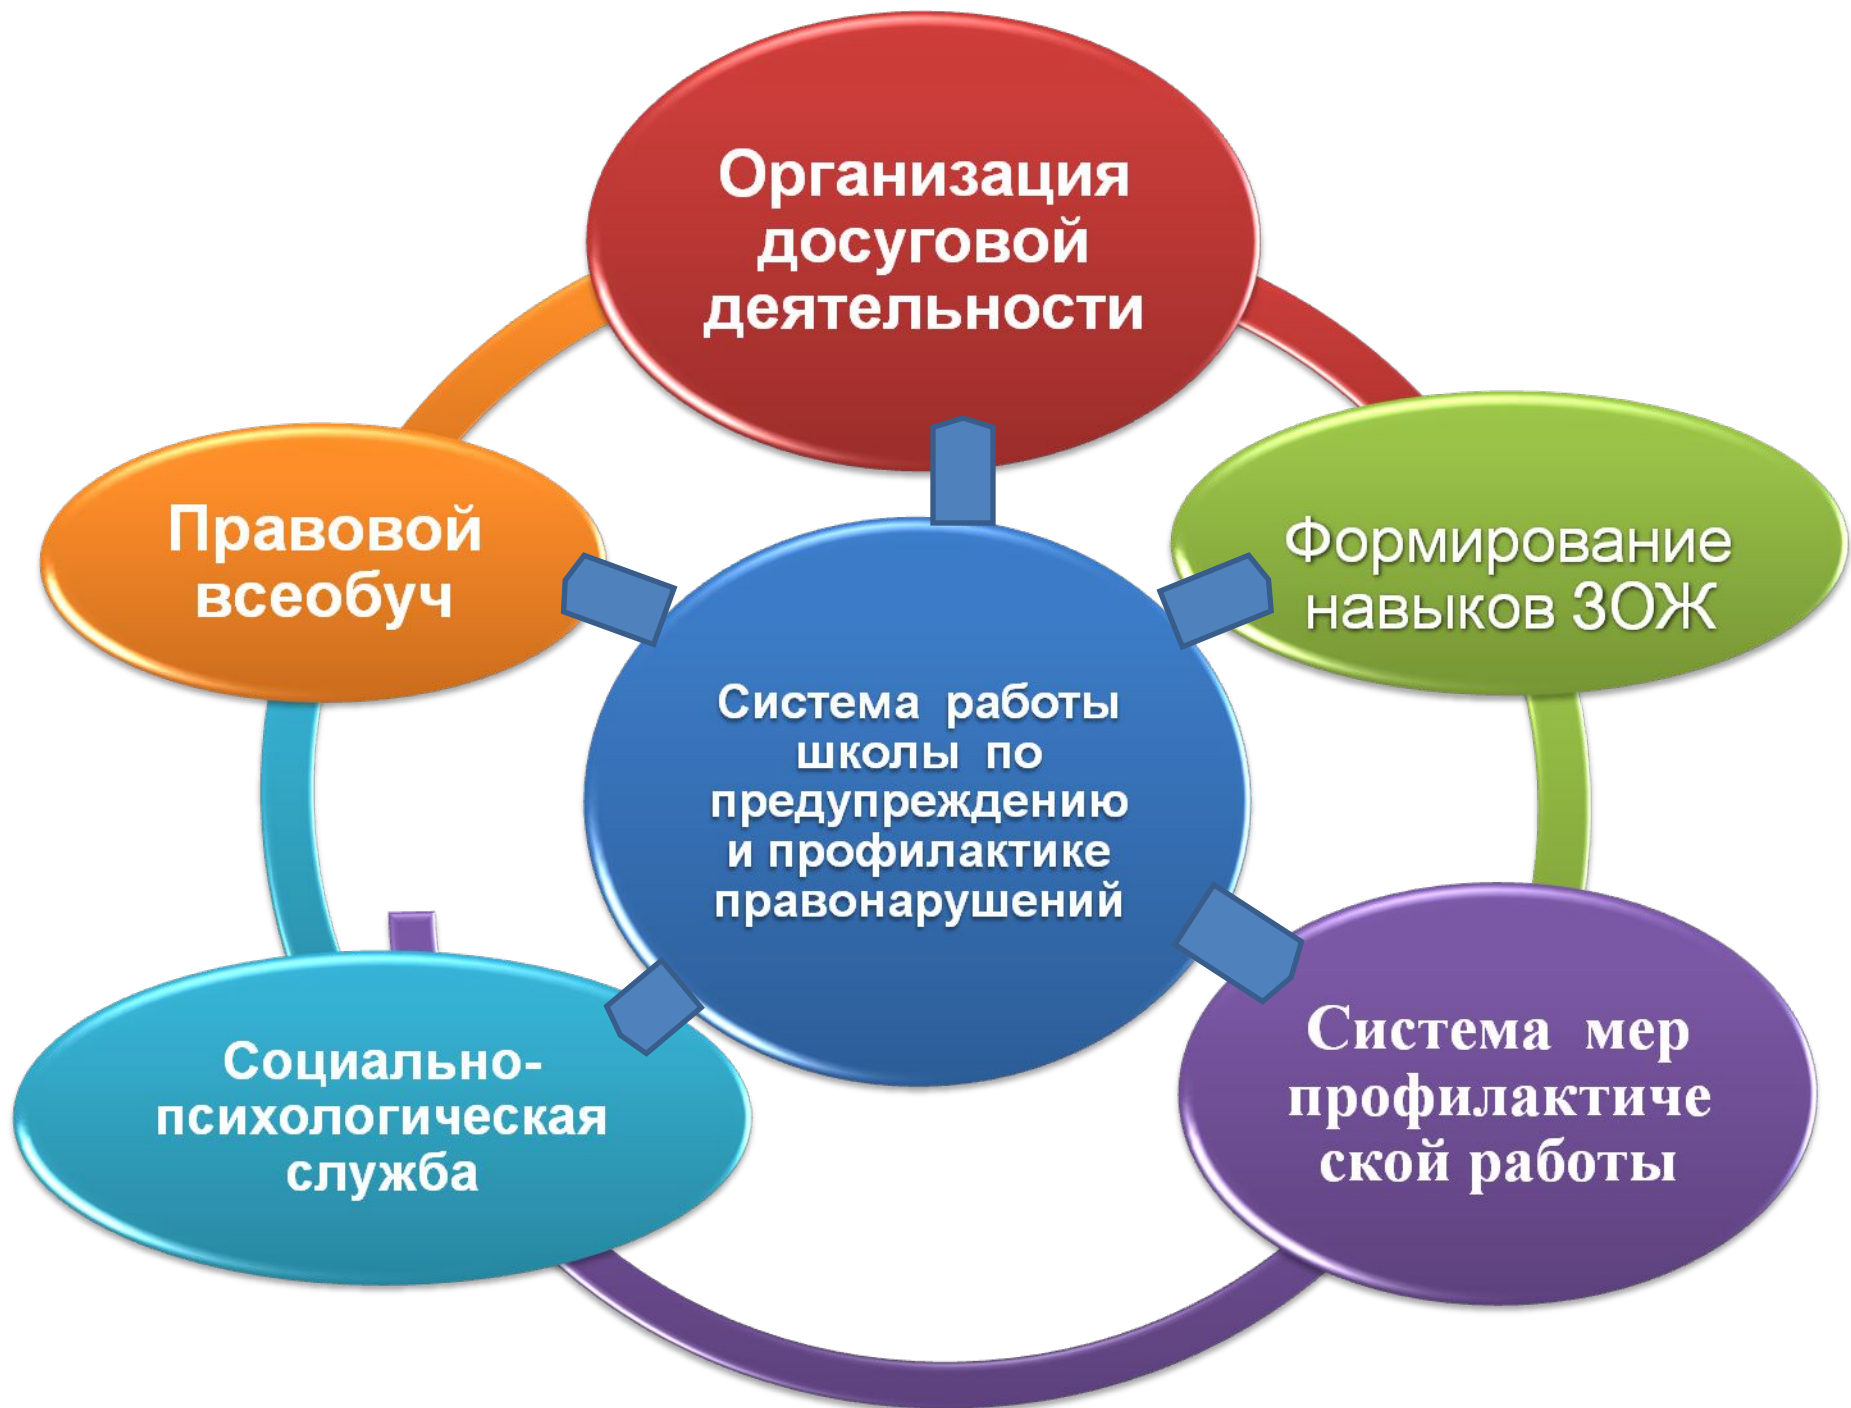 Организация
досуговой
деятельности
Правовой
всеобуч
Формирование
навыков ЗОЖ
Система работы
школы по
предупреждению
и профилактике
правонарушений
Социально-
психологическая
служба
Система мер
профилактиче
ской работы